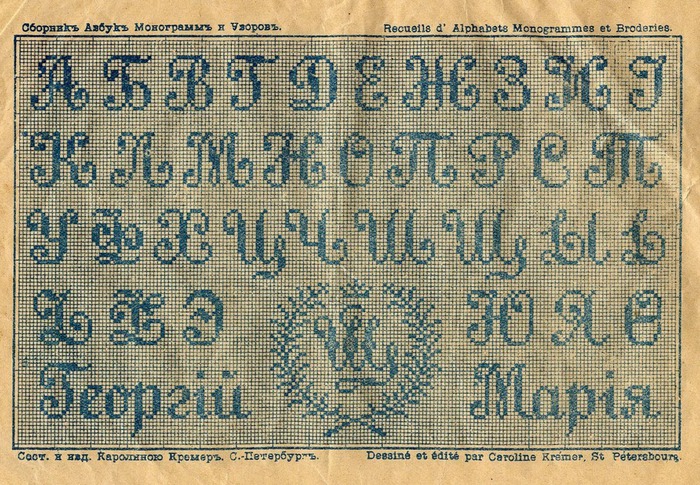 Сборникъ Азбукъ Монограммъ и Узоровъ.
Recueils d' Alphabets Monogrammes et Broderies.
А Б В Г Д Е Ж З И І
К Л М Н О П Р С Т
У Ф Х Ц Ч Ш Щ Ы Ь
Ъ Ѣ Э
Ю Я Ѳ
Георгій
Марія
Сост. и изд. Каролиною Кремеръ. С.-Петербургъ.
Dessiné et édité par Caroline Krémer, St Pétersbourg.